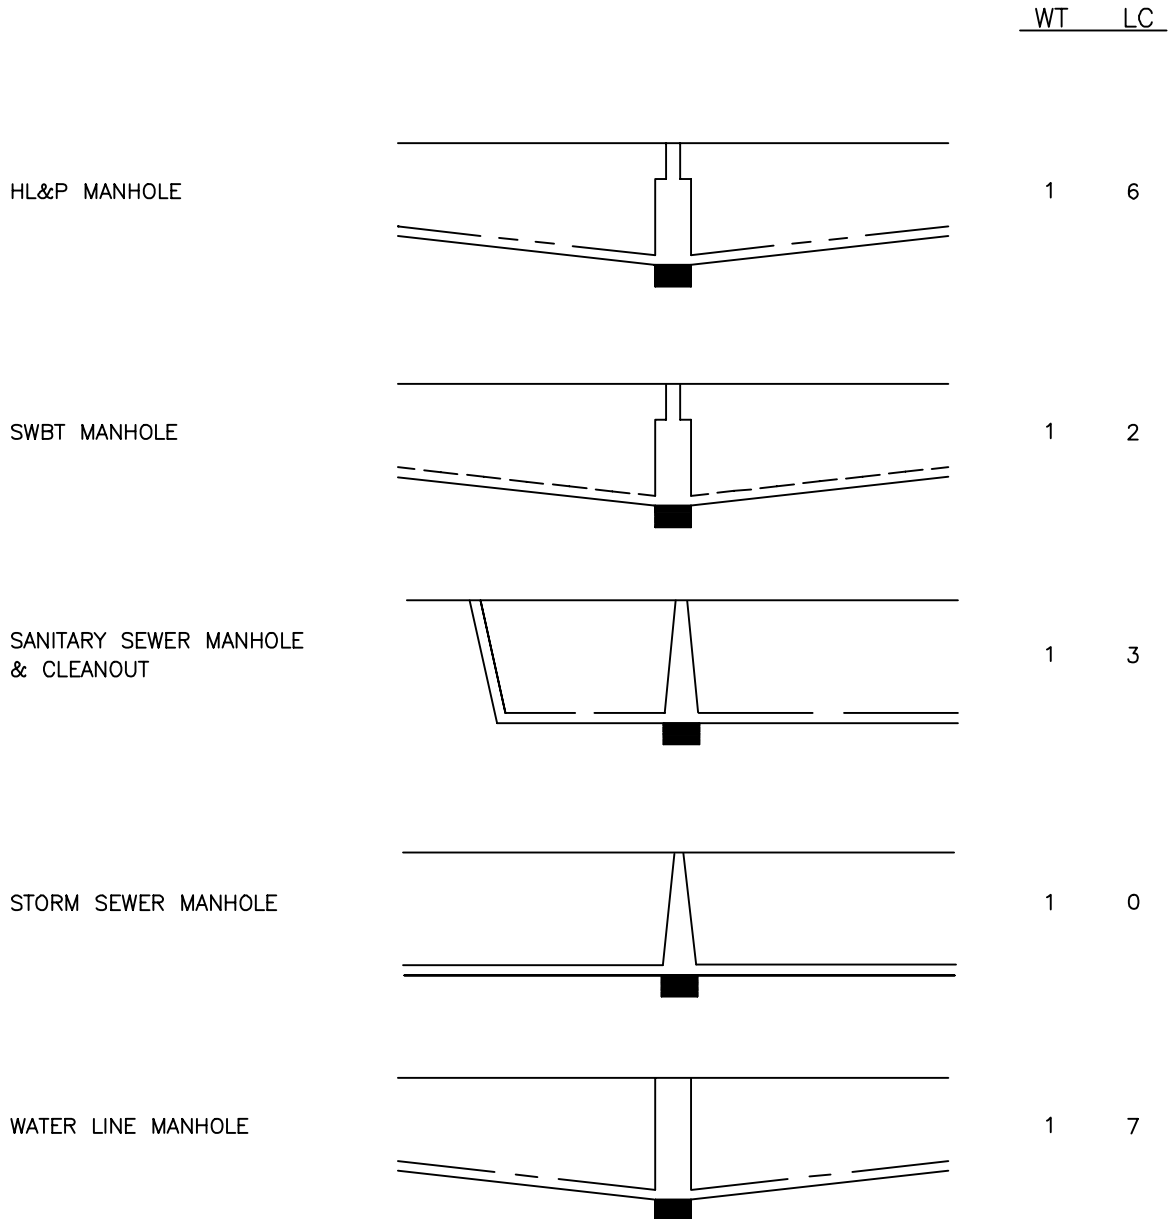 WT LC
HL&P MANHOLE 1 6
SWBT MANHOLE 1 2
SANITARY SEWER MANHOLE
& CLEANOUT 1 3
STORM SEWER MANHOLE 1 0
WATER LINE MANHOLE 1 7